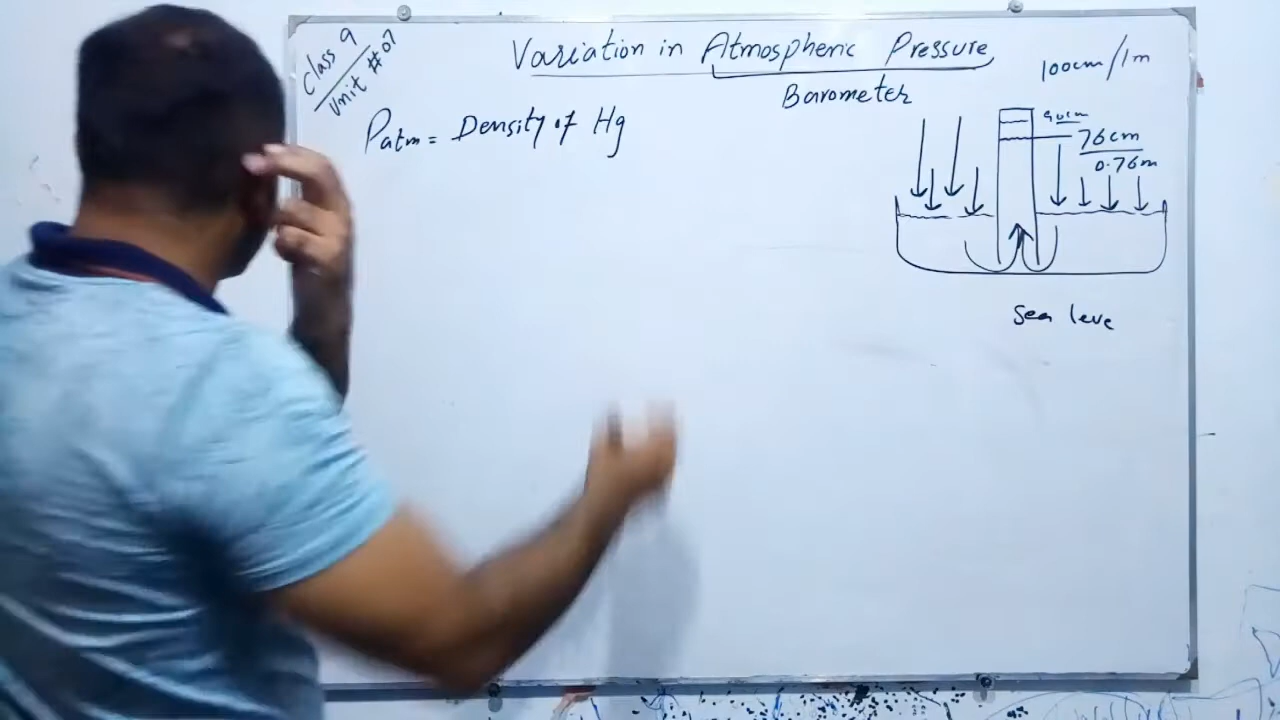 Class 9
Unit # 07
Variation in Atmospheric Pressure
Barometer
100cm/1m
Patm = Density of Hg
90cm
76cm
0.76m
Sea leve